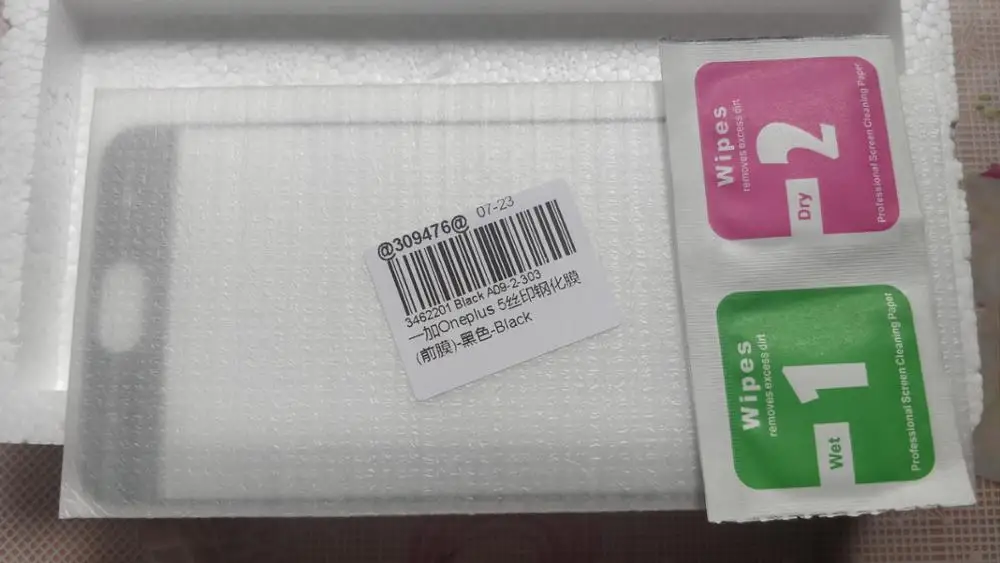 @309476@ 07-23
3462201 Black A09-2-303
一加Oneplus 5丝印钢化膜
(前膜)-黑色-Black
Wipes
removes excess dirt
2
Dry
Professional Screen Cleaning Paper
Wipes
removes excess dirt
1
Wet
Professional Screen Cleaning Paper